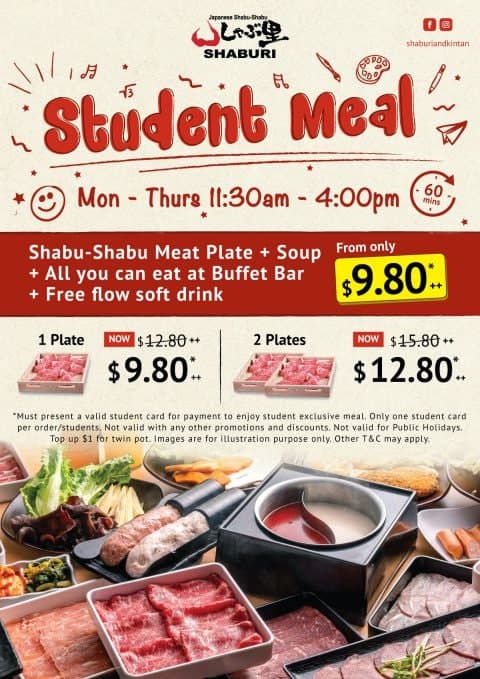 Japanese Shabu-Shabu
しゃぶ里
SHABURI
shaburiandkintan
√3
Student Meal
Mon - Thurs 11:30am - 4:00pm
60
mins
Shabu-Shabu Meat Plate + Soup
+ All you can eat at Buffet Bar
+ Free flow soft drink
From only
$9.80*++
1 Plate NOW $12.80++
$9.80*++
2 Plates NOW $15.80++
$12.80*++
*Must present a valid student card for payment to enjoy student exclusive meal. Only one student card
per order/students. Not valid with any other promotions and discounts. Not valid for Public Holidays.
Top up $1 for twin pot. Images are for illustration purpose only. Other T&C may apply.